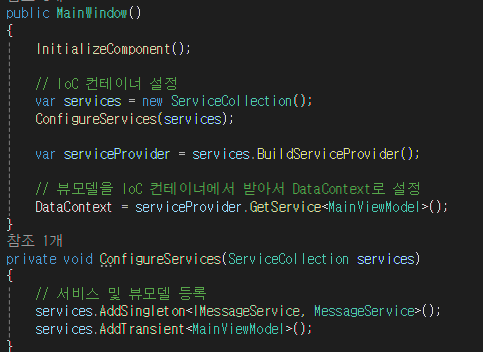 public MainWindow()
{
InitializeComponent();
// IoC 컨테이너 설정
var services = new ServiceCollection();
ConfigureServices(services);
var serviceProvider = services.BuildServiceProvider();
// 뷰모델을 IoC 컨테이너에서 받아서 DataContext로 설정
DataContext = serviceProvider.GetService<MainViewModel>();
}
참조 1개
private void ConfigureServices(ServiceCollection services)
{
// 서비스 및 뷰모델 등록
services.AddSingleton<IMessageService, MessageService>();
services.AddTransient<MainViewModel>();
}